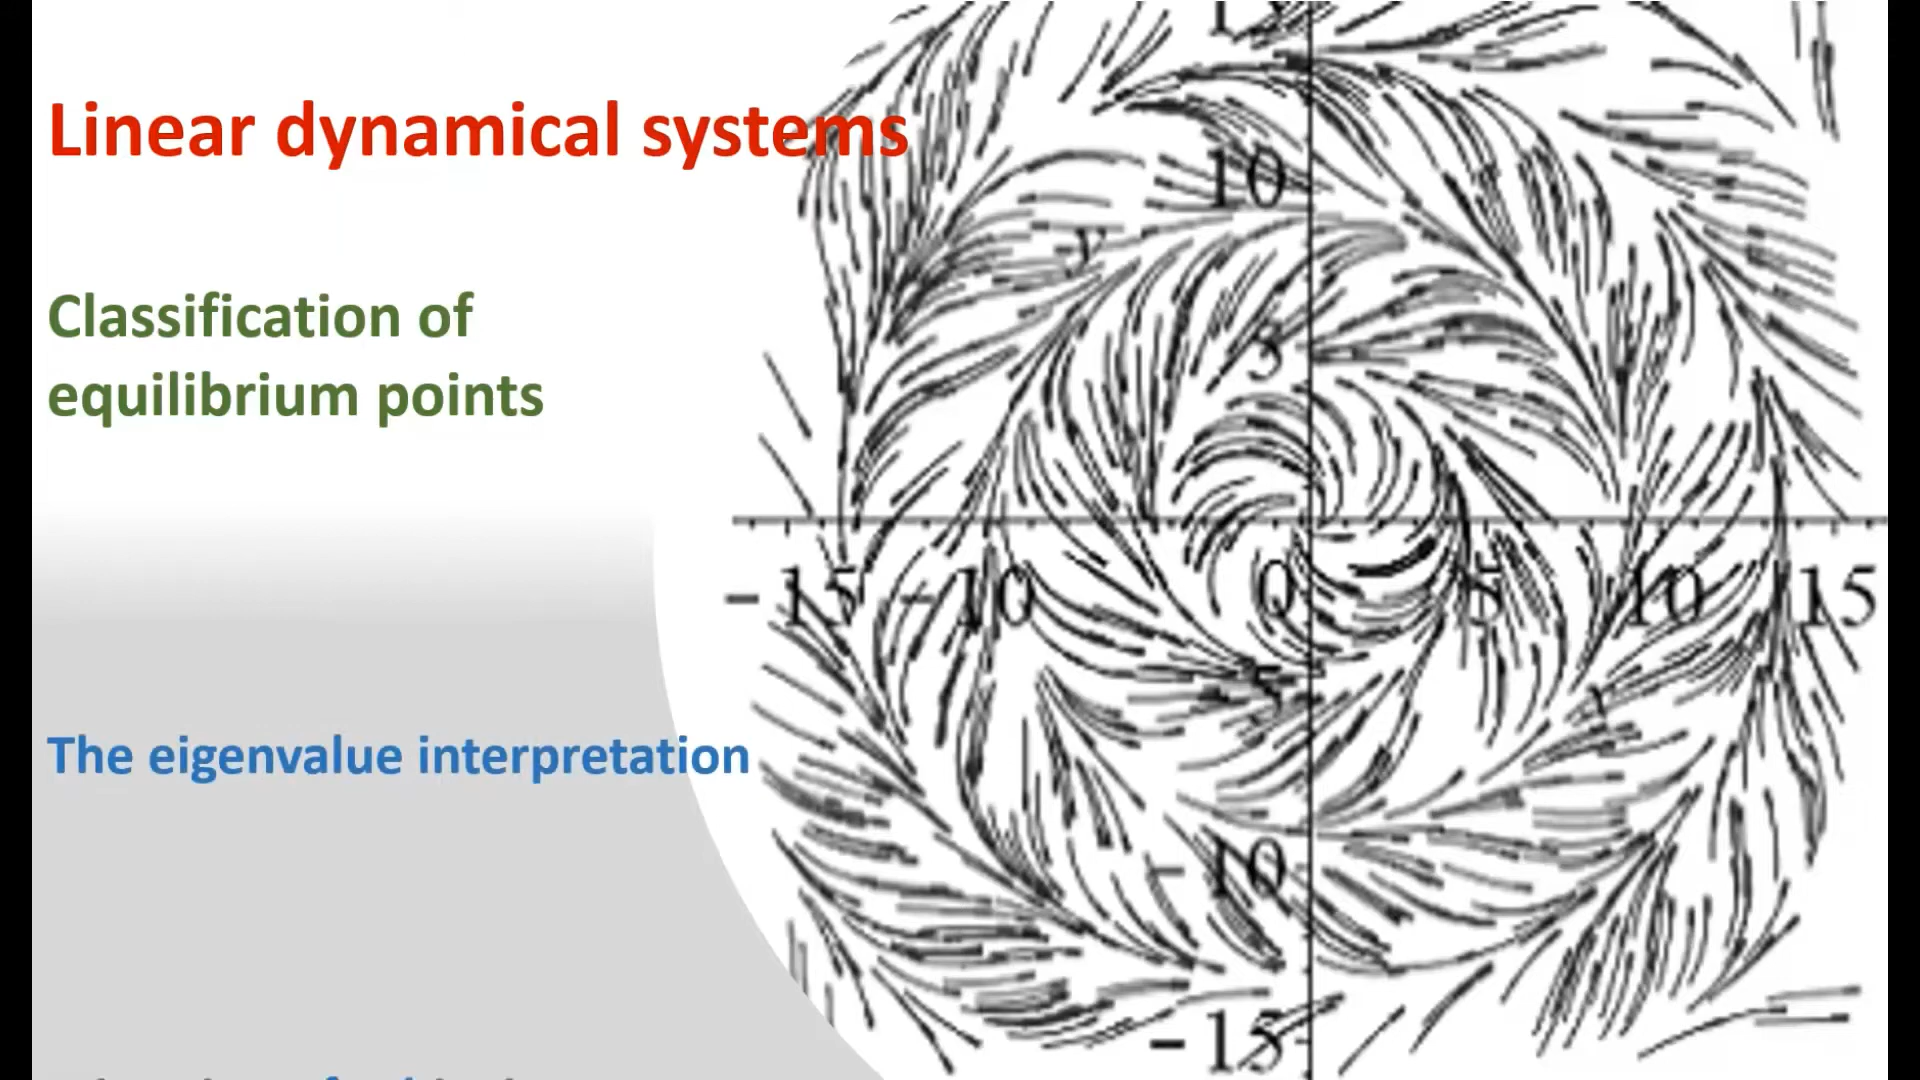 Linear dynamical systems
Classification of
equilibrium points
The eigenvalue interpretation
10
y
5
-15 -10 0 5 10 15
-5
x
-10
-15